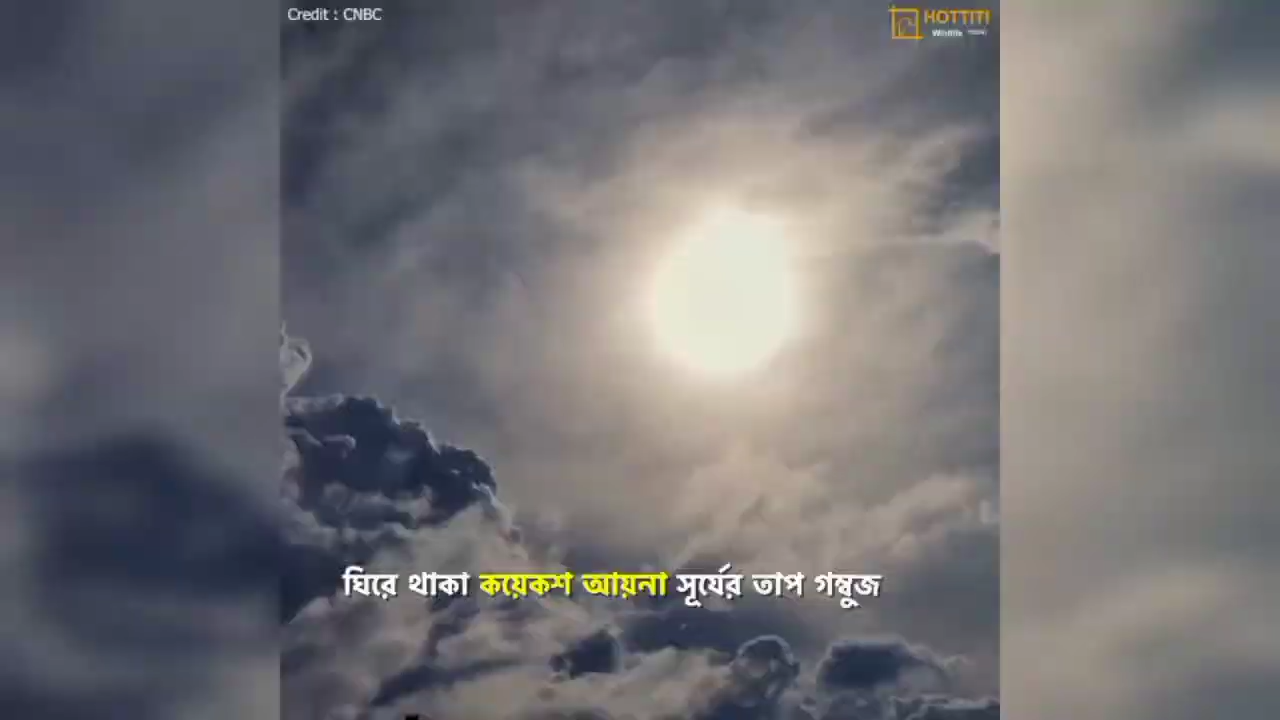 Credit : CNBC
HOTTITI
ঘিরে থাকা কয়েকশ আয়না সূর্যের তাপ গম্বুজ